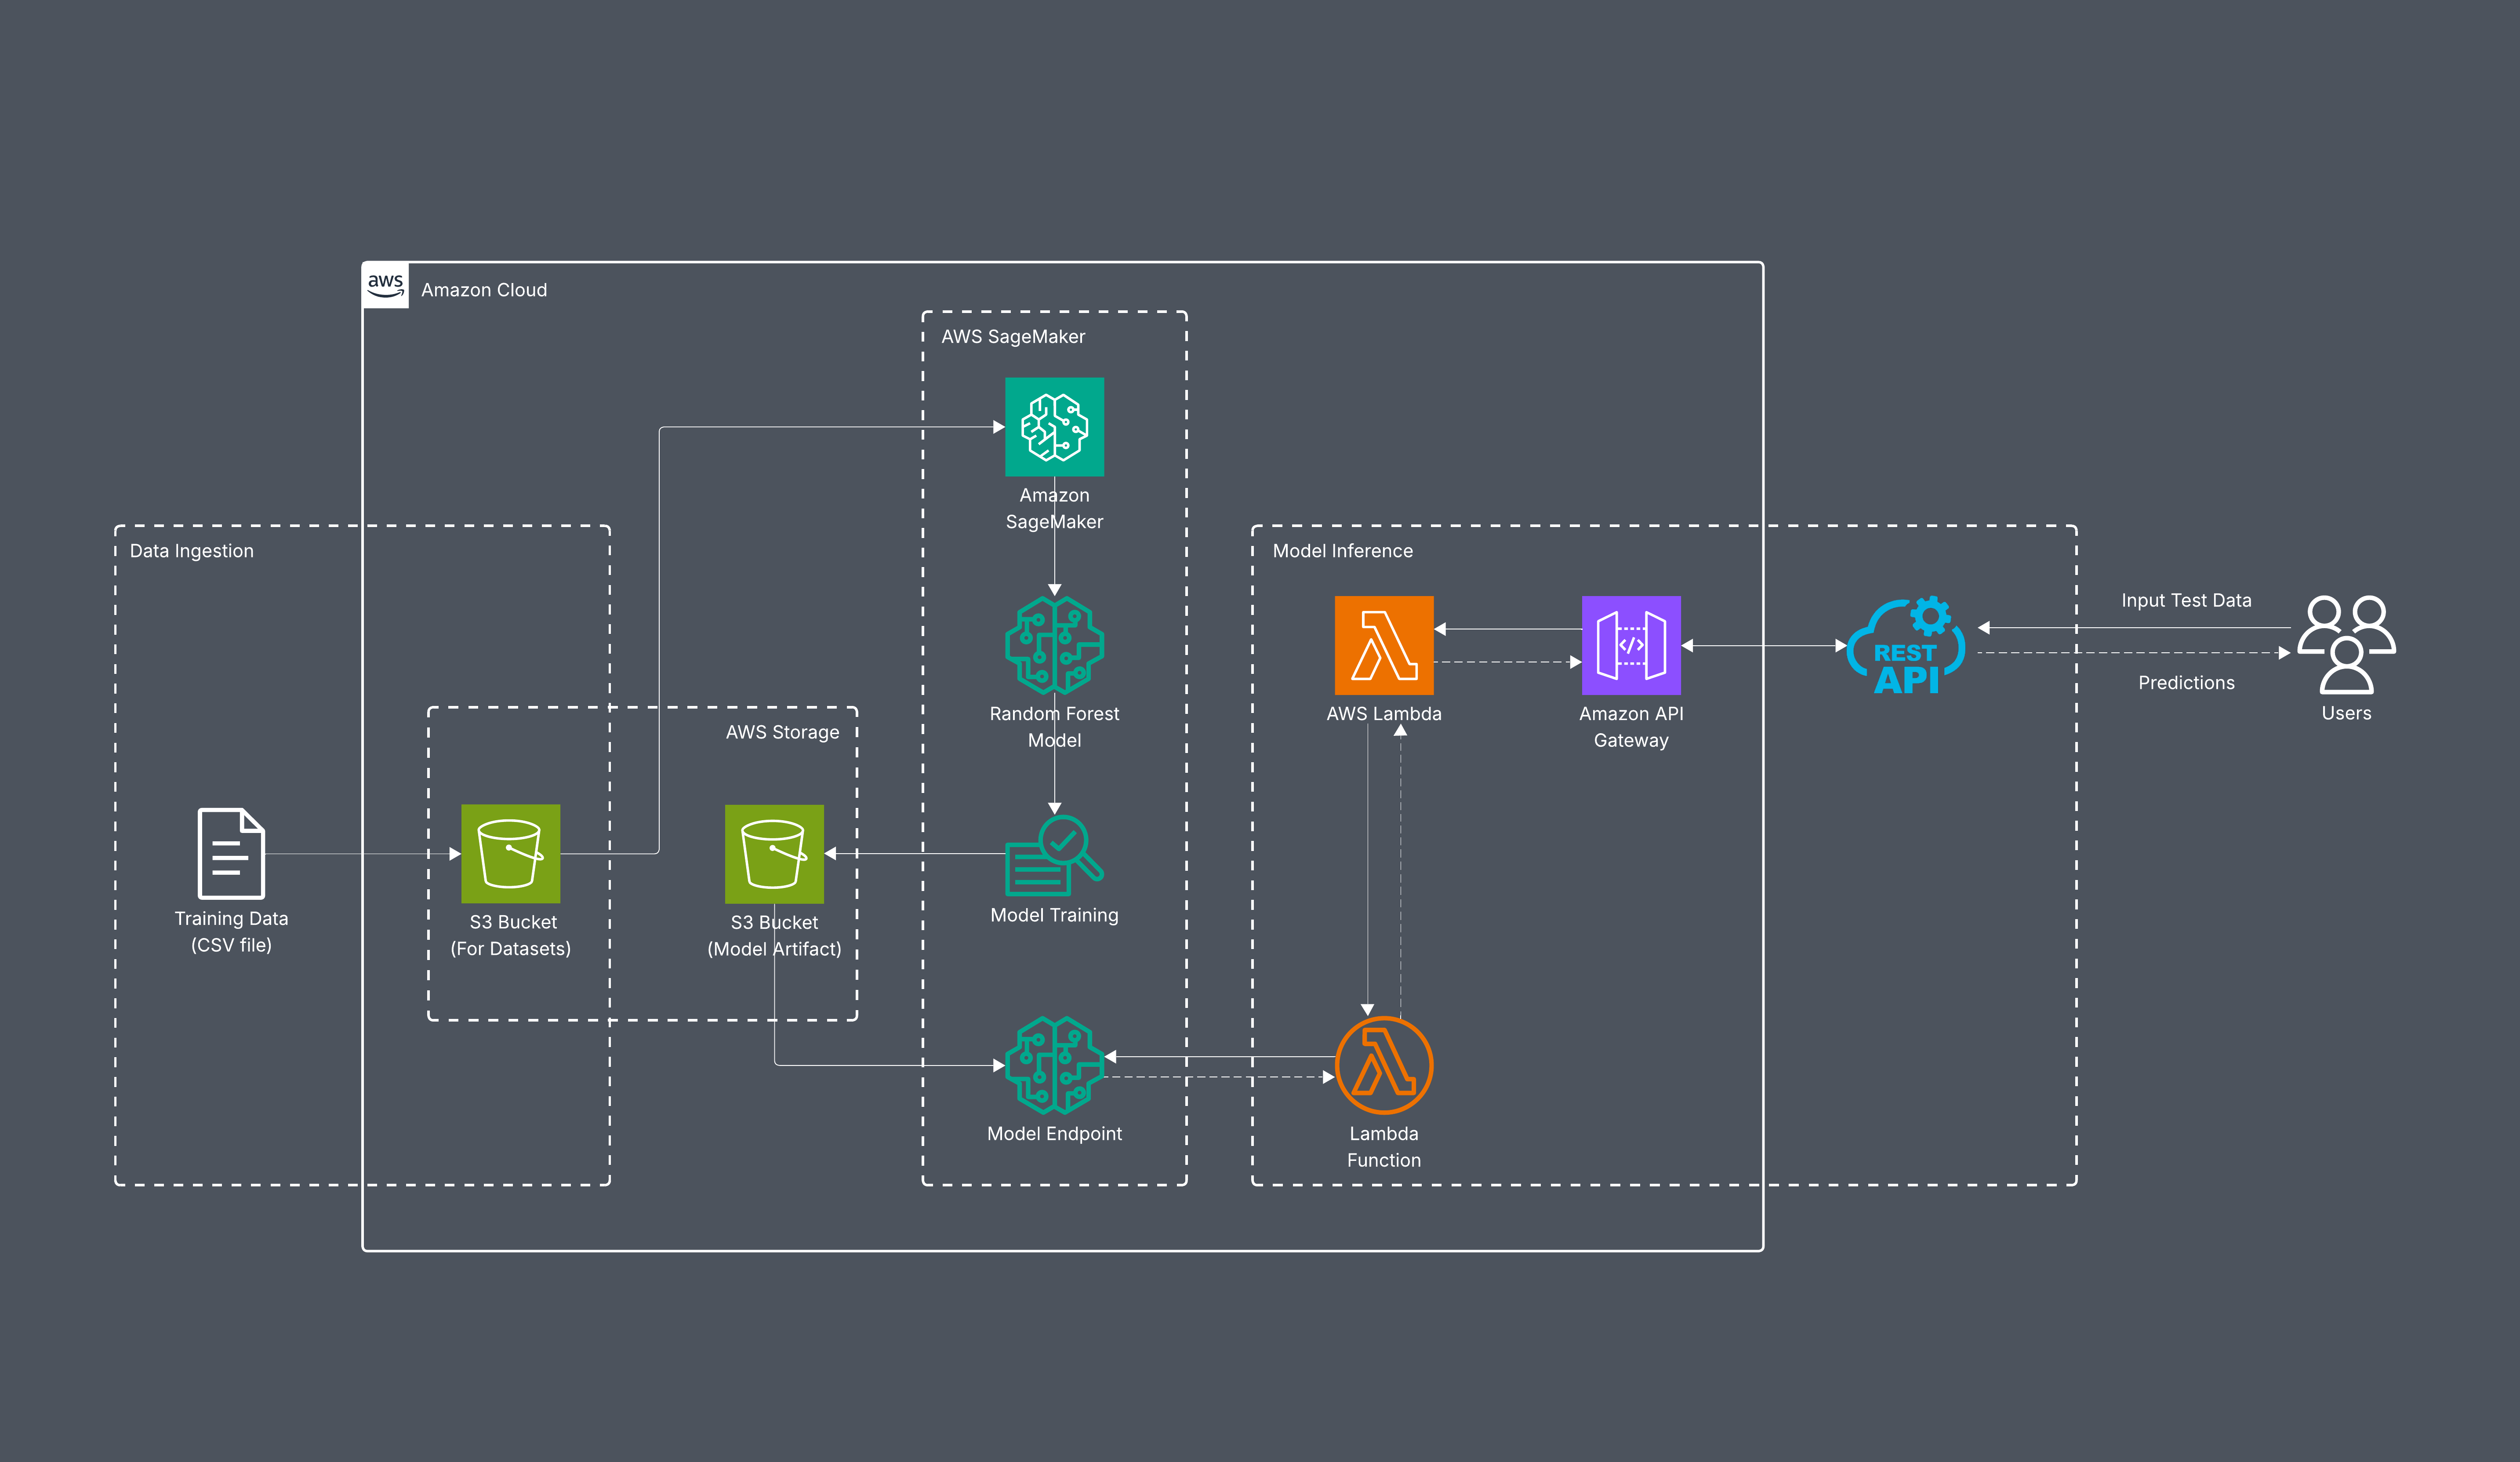 aws
Amazon Cloud
AWS SageMaker
Amazon
SageMaker
Data Ingestion
Model Inference
Input Test Data
REST
API
Predictions
Users
Random Forest
Model
AWS Lambda
Amazon API
Gateway
AWS Storage
Training Data
(CSV file)
S3 Bucket
(For Datasets)
S3 Bucket
(Model Artifact)
Model Training
Model Endpoint
Lambda
Function